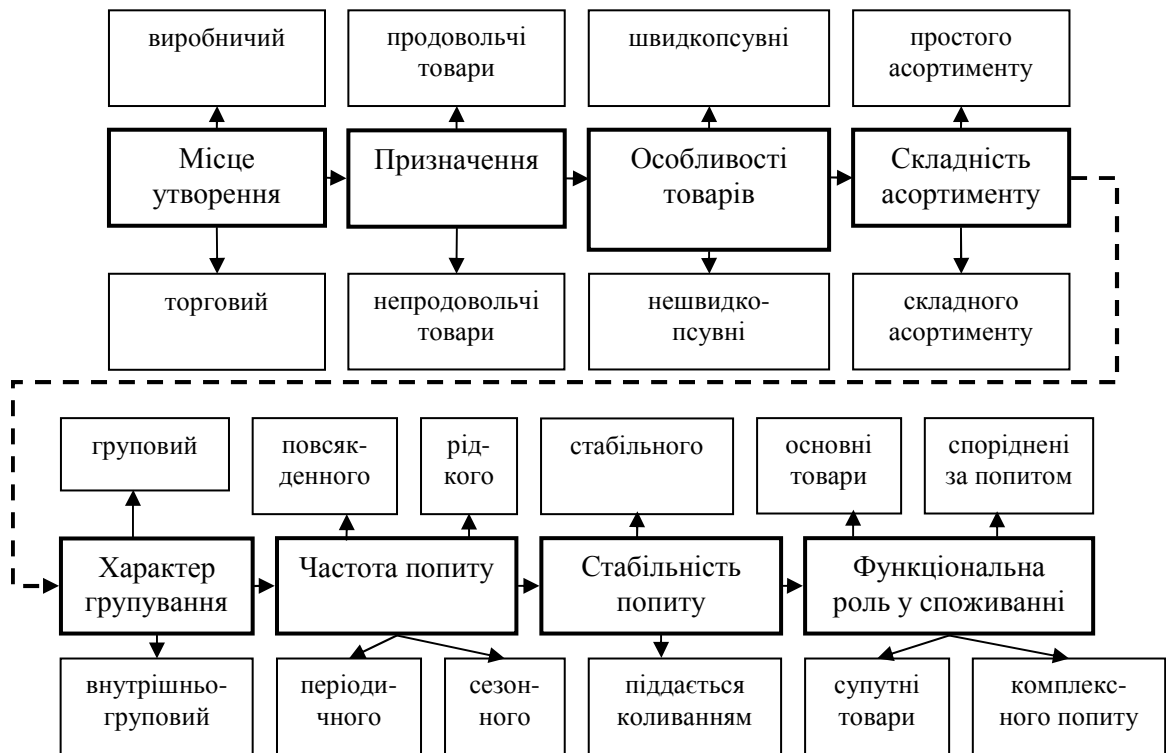 виробничий
продовольчі
товари
швидкопсувні
простого
асортименту
Місце
утворення
Призначення
Особливості
товарів
Складність
асортименту
торговий
непродовольчі
товари
нешвидко-
псувні
складного
асортименту
груповий
повсяк-
денного
рід-
кого
стабільного
основні
товари
споріднені
за попитом
Характер
групування
Частота попиту
Стабільність
попиту
Функціональна
роль у споживанні
внутрішньо-
груповий
періоди-
чного
сезон-
ного
піддається
коливанням
супутні
товари
комплекс-
ного попиту